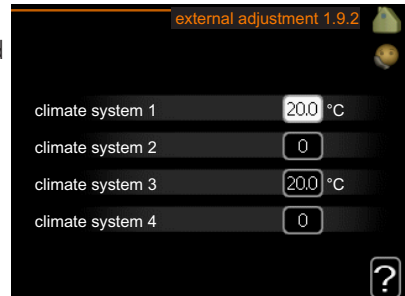 external adjustment 1.9.2
climate system 1 20.0 °C
climate system 2 0
climate system 3 20.0 °C
climate system 4 0
?